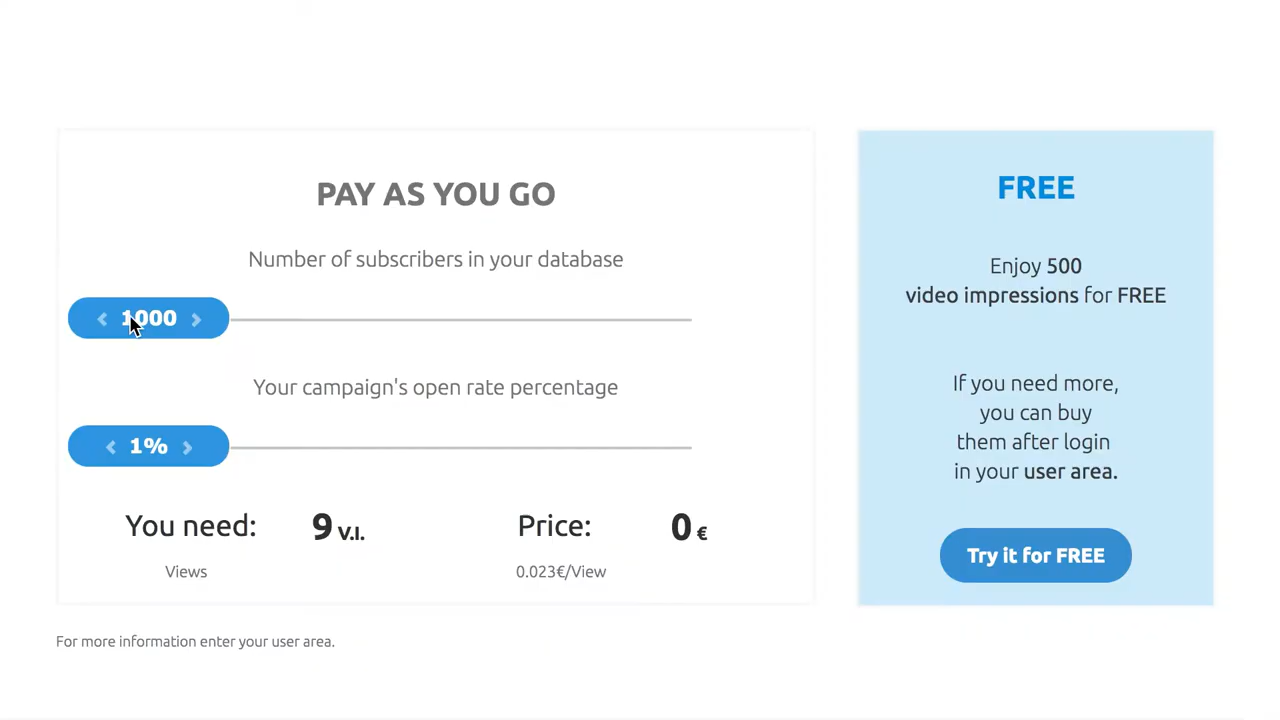 PAY AS YOU GO
Number of subscribers in your database
1000
Your campaign's open rate percentage
1%
You need: 9 V.I. Price: 0 €
Views 0.023€/View
FREE
Enjoy 500
video impressions for FREE
If you need more,
you can buy
them after login
in your user area.
Try it for FREE
For more information enter your user area.